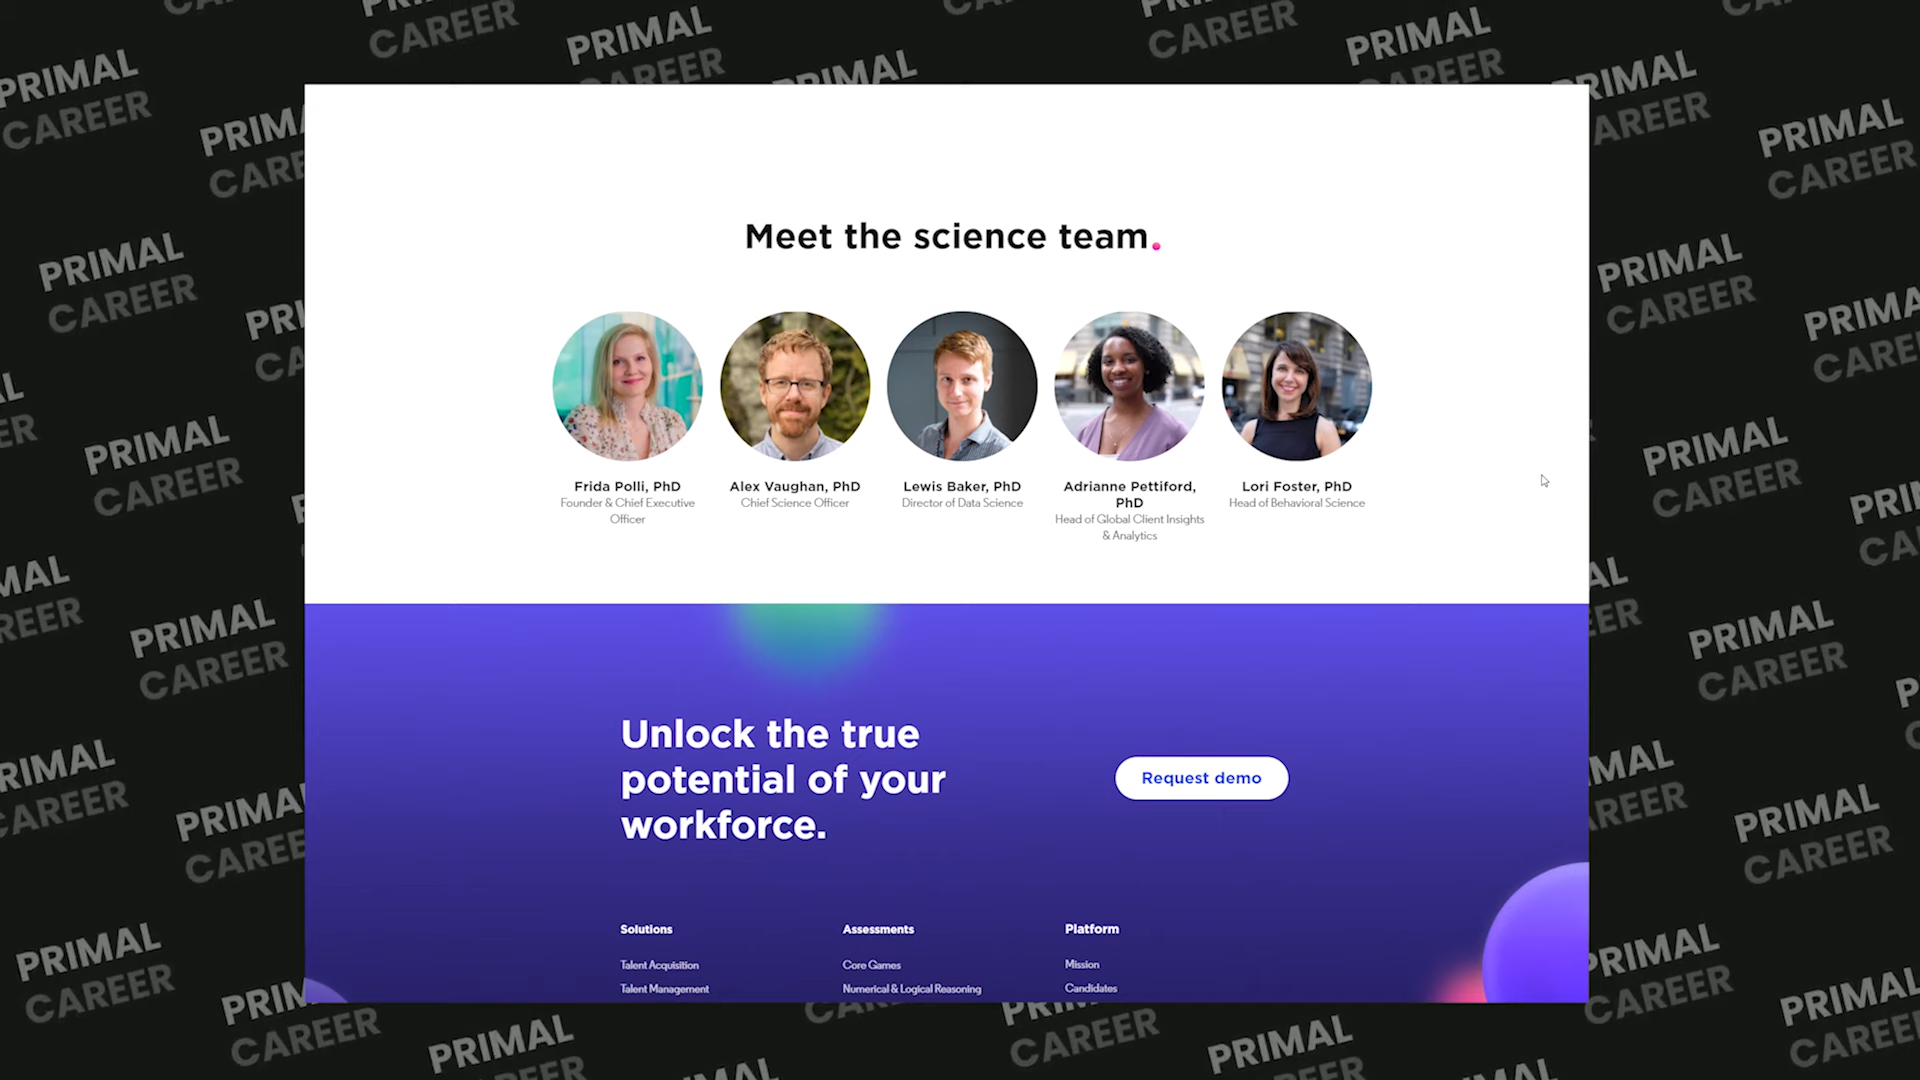 Meet the science team.
Frida Polli, PhD
Founder & Chief Executive
Officer
Alex Vaughan, PhD
Chief Science Officer
Lewis Baker, PhD
Director of Data Science
Adrianne Pettiford,
PhD
Head of Global Client Insights
& Analytics
Lori Foster, PhD
Head of Behavioral Science
Unlock the true
potential of your
workforce.
Request demo
Solutions
Talent Acquisition
Talent Management
Assessments
Core Games
Numerical & Logical Reasoning
Platform
Mission
Candidates
PRIMAL
CAREER